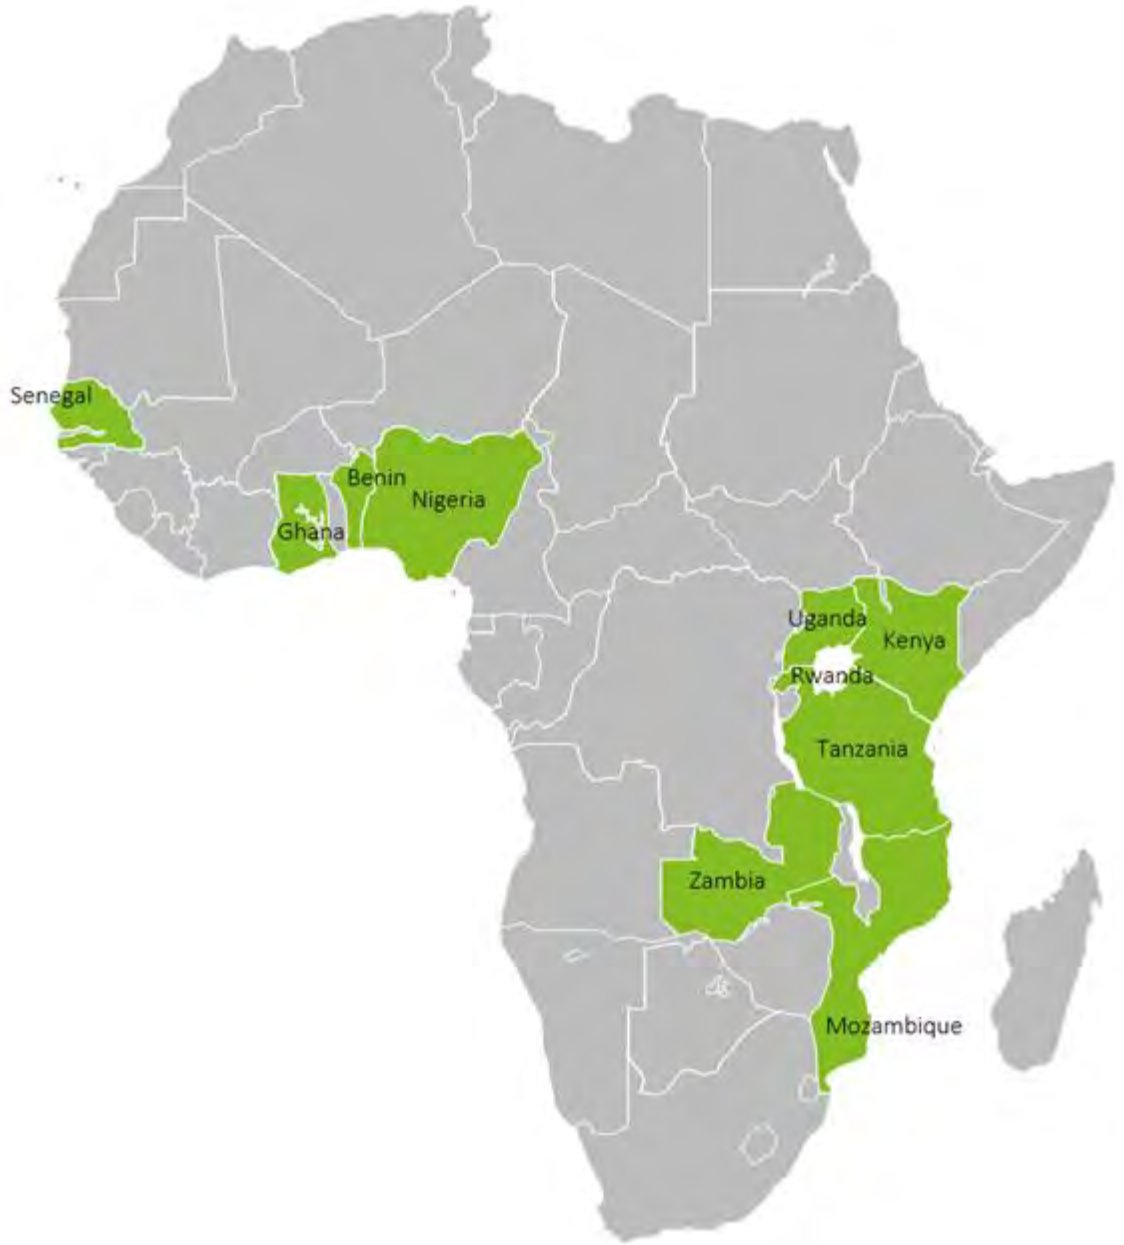 Senegal
Benin
Nigeria
Ghana
Uganda
Kenya
Rwanda
Tanzania
Zambia
Mozambique